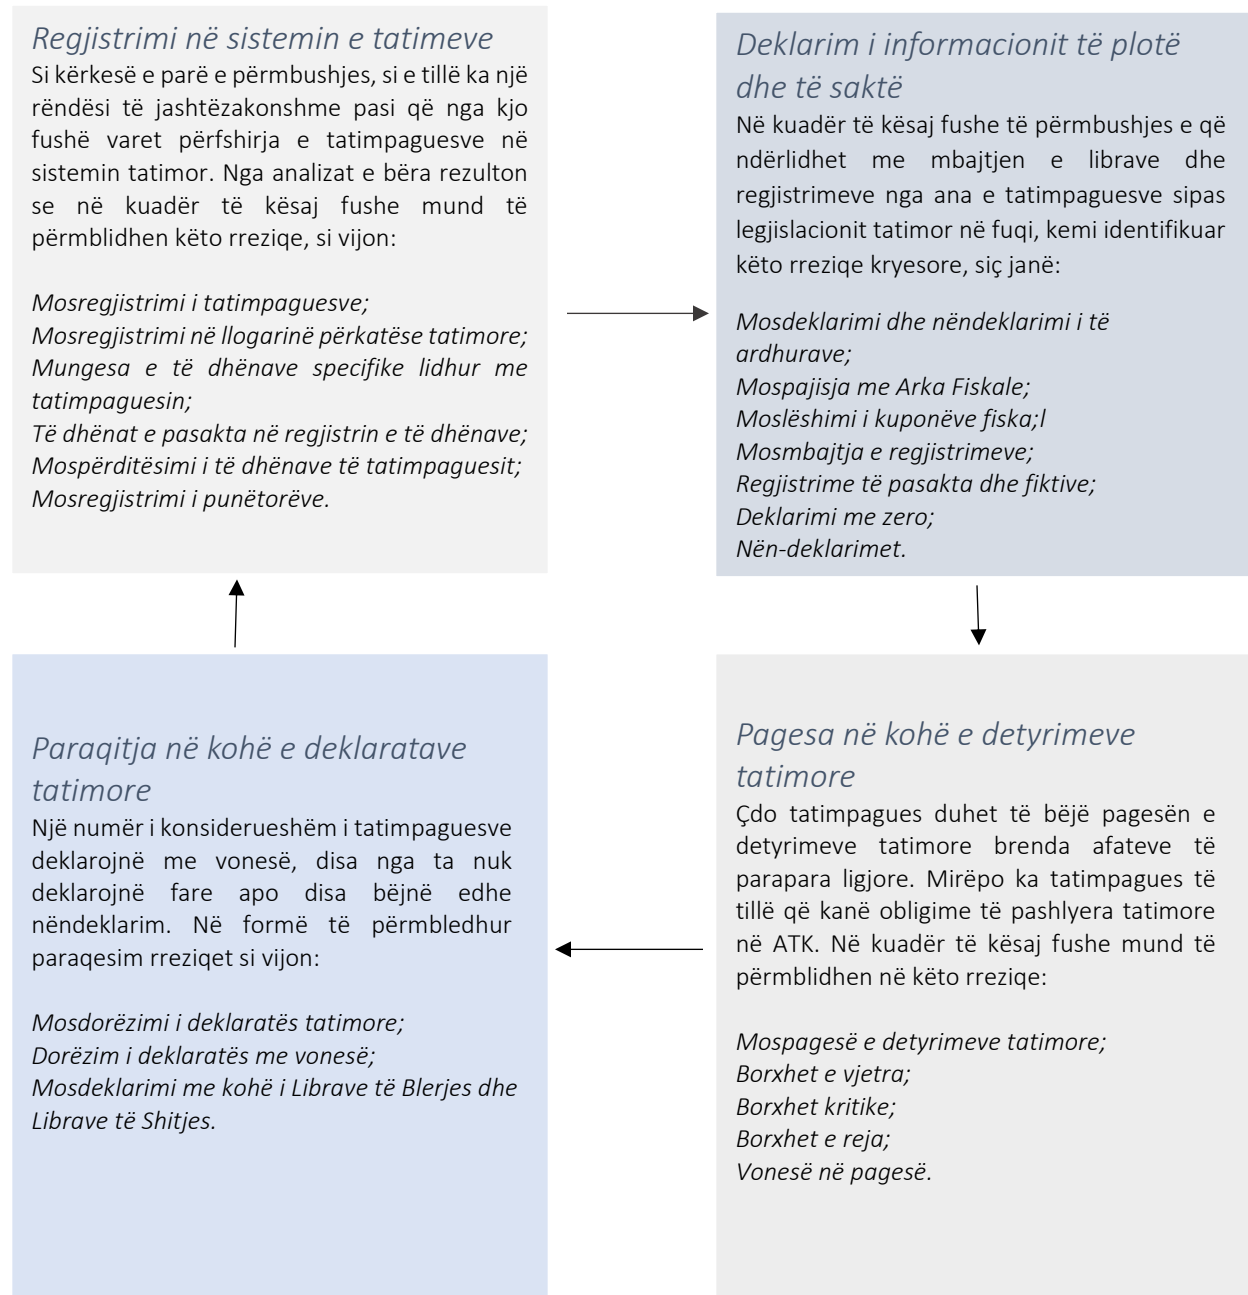 Regjistrimi në sistemin e tatimeve
Si kërkesë e parë e përmbushjes, si e tillë ka një
rëndësi të jashtëzakonshme pasi që nga kjo
fushë varet përfshirja e tatimpaguesve në
sistemin tatimor. Nga analizat e bëra rezulton
se në kuadër të kësaj fushe mund të
përmblidhen këto rreziqe, si vijon:
Mosregjistrimi i tatimpaguesve;
Mosregjistrimi në llogarinë përkatëse tatimore;
Mungesa e të dhënave specifike lidhur me
tatimpaguesin;
Të dhënat e pasakta në regjistrin e të dhënave;
Mospërditësimi i të dhënave të tatimpaguesit;
Mosregjistrimi i punëtorëve.
Deklarim i informacionit të plotë
dhe të saktë
Në kuadër të kësaj fushe të përmbushjes e që
ndërlidhet me mbajtjen e librave dhe
regjistrimeve nga ana e tatimpaguesve sipas
legjislacionit tatimor në fuqi, kemi identifikuar
këto rreziqe kryesore, siç janë:
Mosdeklarimi dhe nëndeklarimi i të
ardhurave;
Mospajisja me Arka Fiskale;
Moslëshimi i kuponëve fiska;l
Mosmbajtja e regjistrimeve;
Regjistrime të pasakta dhe fiktive;
Deklarimi me zero;
Nën-deklarimet.
Pagesa në kohë e detyrimeve
tatimore
Çdo tatimpagues duhet të bëjë pagesën e
detyrimeve tatimore brenda afateve të
parapara ligjore. Mirëpo ka tatimpagues të
tillë që kanë obligime të pashlyera tatimore
në ATK. Në kuadër të kësaj fushe mund të
përmblidhen në këto rreziqe:
Mospagesë e detyrimeve tatimore;
Borxhet e vjetra;
Borxhet kritike;
Borxhet e reja;
Vonesë në pagesë.
Paraqitja në kohë e deklaratave
tatimore
Një numër i konsiderueshëm i tatimpaguesve
deklarojnë me vonesë, disa nga ta nuk
deklarojnë fare apo disa bëjnë edhe
nëndeklarim. Në formë të përmbledhur
paraqesim rreziqet si vijon:
Mosdorëzimi i deklaratës tatimore;
Dorëzim i deklaratës me vonesë;
Mosdeklarimi me kohë i Librave të Blerjes dhe
Librave të Shitjes.